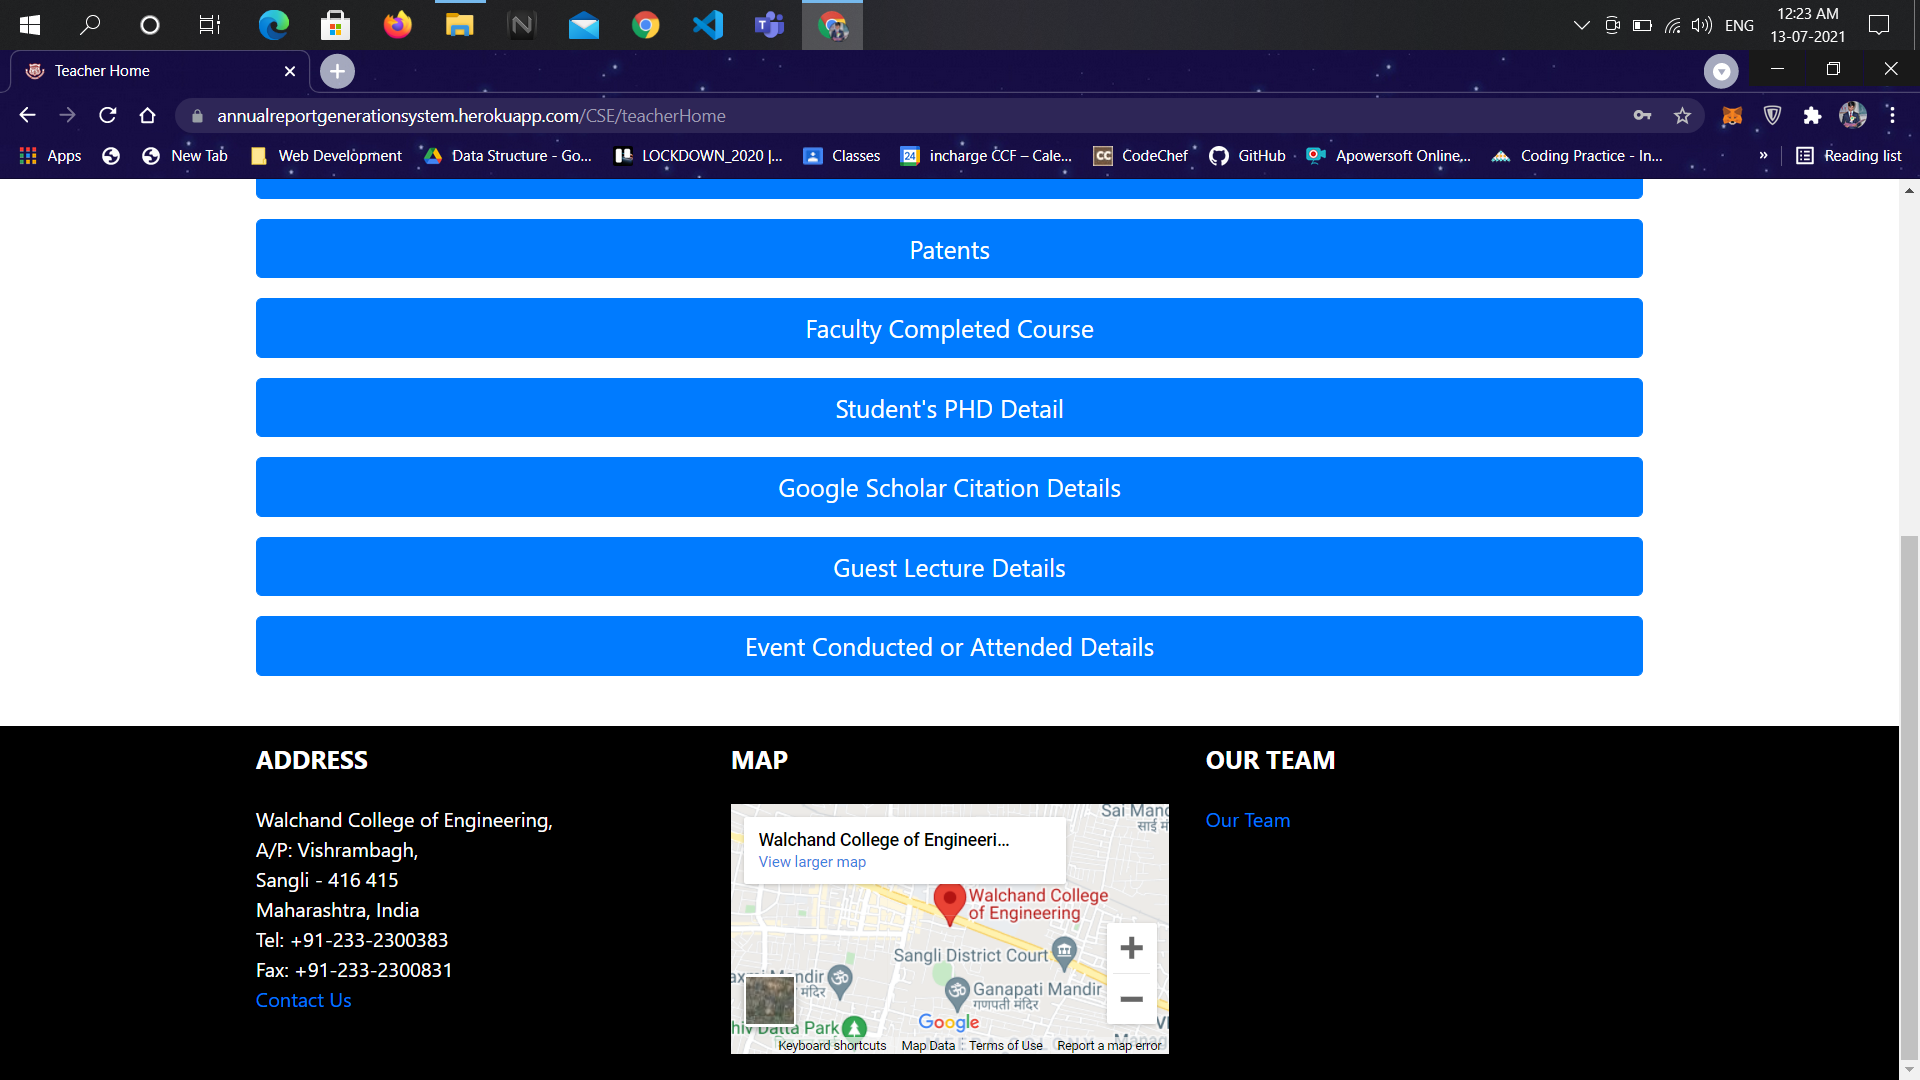 ENG
12:23 AM
13-07-2021
Teacher Home
annualreportgenerationsystem.herokuapp.com/CSE/teacherHome
Apps
New Tab
Web Development
Data Structure - Go...
LOCKDOWN_2020 |...
Classes
24
incharge CCF – Cale...
CC
CodeChef
GitHub
Apowersoft Online,...
Coding Practice - In...
»
Reading list
Patents
Faculty Completed Course
Student's PHD Detail
Google Scholar Citation Details
Guest Lecture Details
Event Conducted or Attended Details
ADDRESS
Walchand College of Engineering,
A/P: Vishrambagh,
Sangli - 416 415
Maharashtra, India
Tel: +91-233-2300383
Fax: +91-233-2300831
Contact Us
MAP
Sai Mand
साई
Walchand College of Engineeri...
View larger map
Walchand College
of Engineering
Sangli District Court
ndir
मंदिर
Ganapati Mandir
गणपती मंदिर
hiv Datta Park
Google
Keyboard shortcuts
Map Data
Terms of Use
Report a map error
OUR TEAM
Our Team